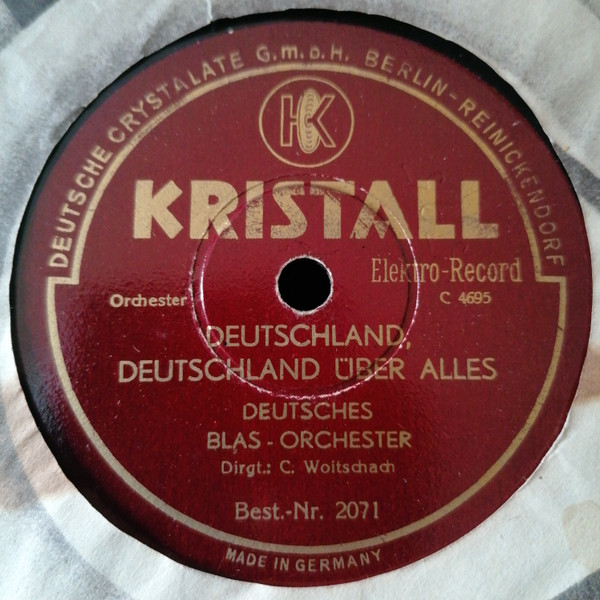 DEUTSCHE CRYSTALATE G.m.b.H. BERLIN-REINICKENDORF
K
KRISTALL
Elektro-Record
Orchester
C 4695
DEUTSCHLAND,
DEUTSCHLAND ÜBER ALLES
DEUTSCHES
BLAS-ORCHESTER
Dirgt.: C. Woitschach
Best.-Nr. 2071
MADE IN GERMANY